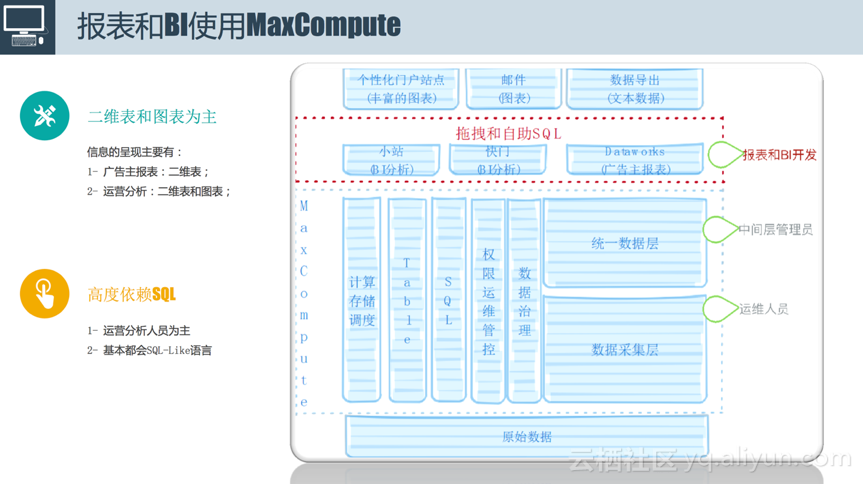 报表和BI使用MaxCompute
二维表和图表为主
信息的呈现主要有：
1- 广告主报表：二维表；
2- 运营分析：二维表和图表；
高度依赖SQL
1- 运营分析人员为主
2- 基本都会SQL-Like语言
个性化门户站点
(丰富的图表)
邮件
(图表)
数据导出
(文本数据)
拖拽和自助SQL
小站
(BI分析)
快门
(BI分析)
Dataworks
(广告主报表)
报表和BI开发
MaxCompute
计算存储调度
Table
SQL
权限运维管控
数据治理
统一数据层
中间层管理员
数据采集层
运维人员
原始数据
云栖社区 yq.aliyun.com